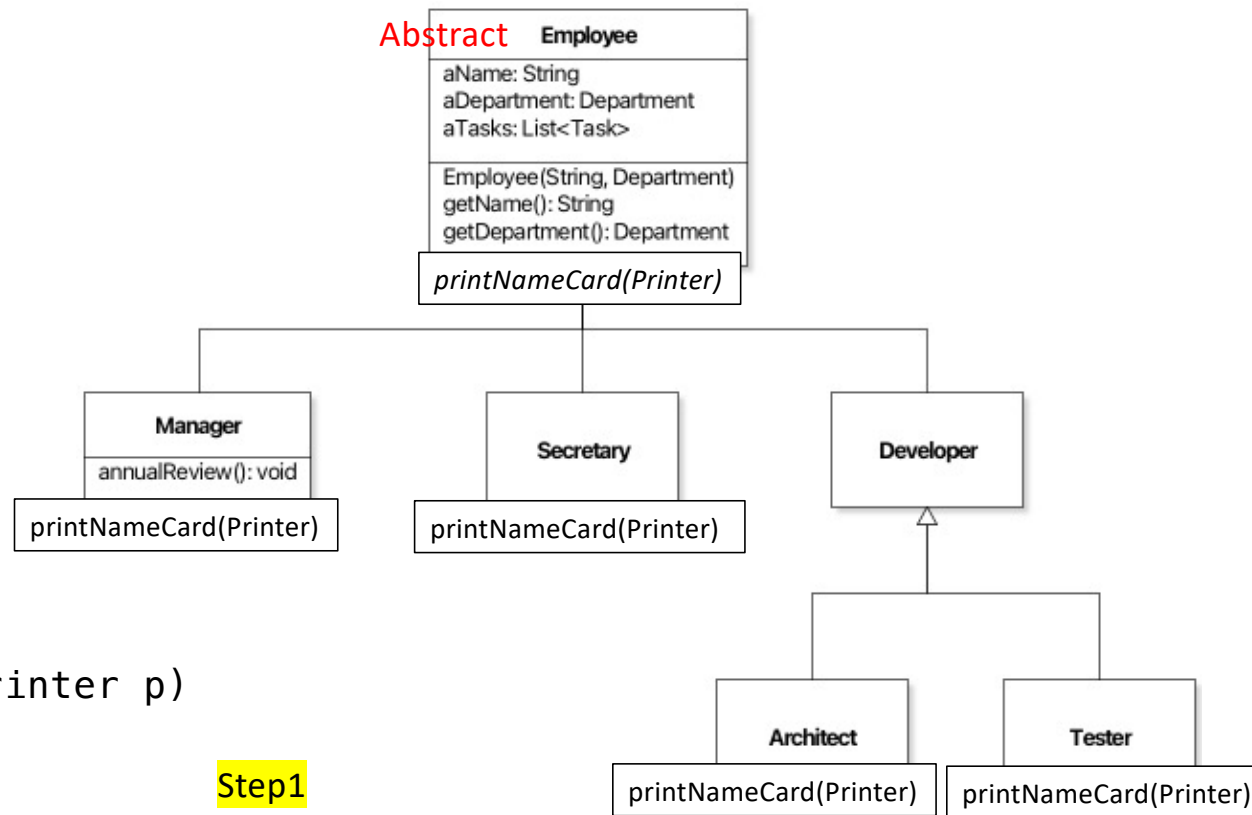 Abstract
Employee
aName: String
aDepartment: Department
aTasks: List<Task>
Employee(String, Department)
getName(): String
getDepartment(): Department
printNameCard(Printer)
Manager
annualReview(): void
printNameCard(Printer)
Secretary
printNameCard(Printer)
Developer
rinter p)
Step1
Architect
printNameCard(Printer)
Tester
printNameCard(Printer)